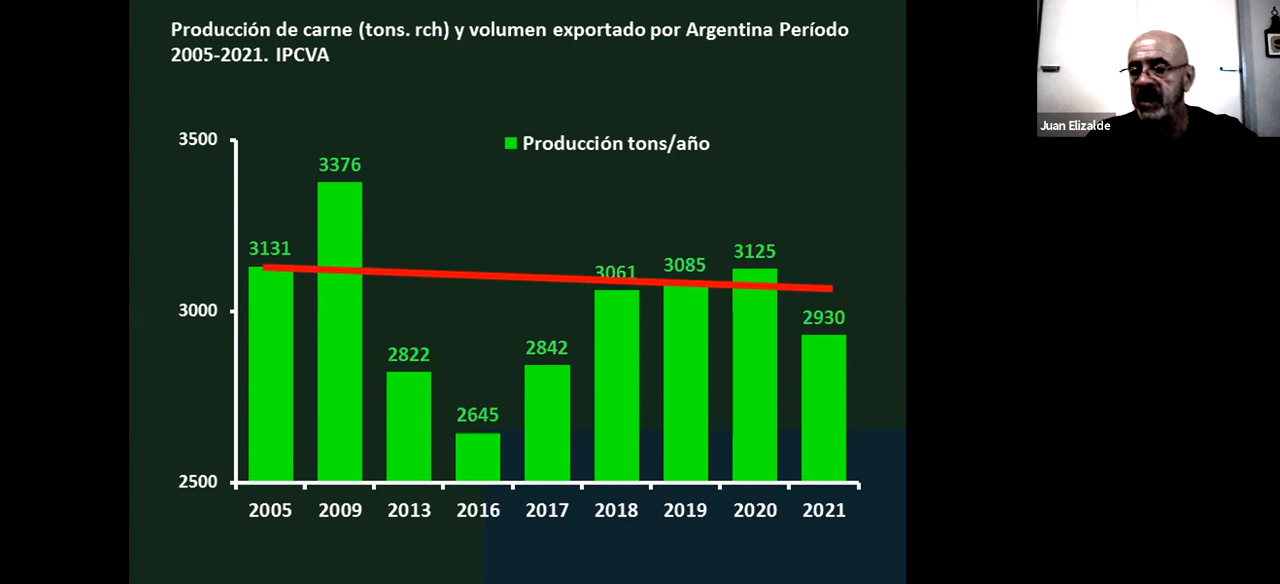 Producción de carne (tons. rch) y volumen exportado por Argentina Período
2005-2021. IPCVA
Juan Elizalde
3500
Producción tons/año
3376
3131
3125
3085
3061
3000
2930
2842
2822
2645
2500
2005 2009 2013 2016 2017 2018 2019 2020 2021